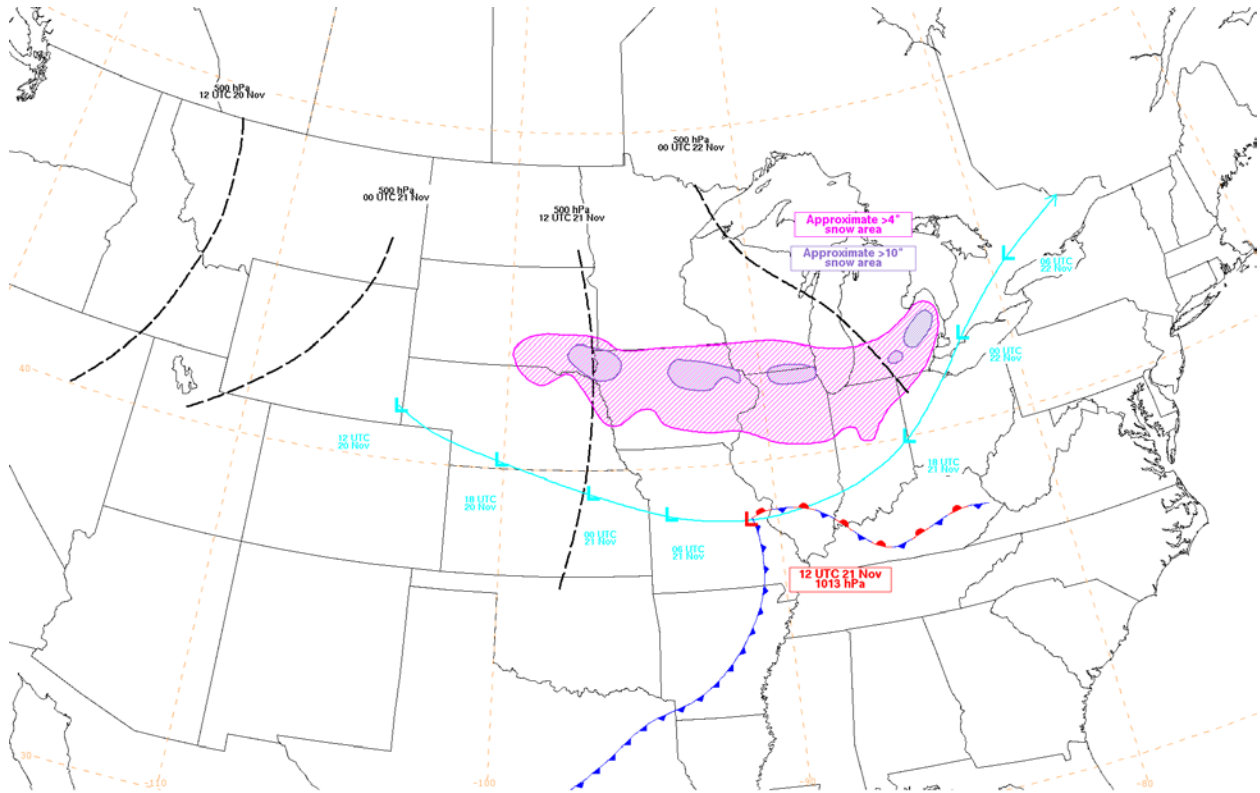 500 hPa
12 UTC 20 Nov
500 hPa
00 UTC 21 Nov
500 hPa
12 UTC 21 Nov
500 hPa
00 UTC 22 Nov
Approximate >4"
snow area
Approximate >10"
snow area
L
06 UTC
22 Nov
L
00 UTC
22 Nov
40
L
12 UTC
20 Nov
L
18 UTC
20 Nov
L
00 UTC
21 Nov
L
06 UTC
21 Nov
L
18 UTC
21 Nov
L
12 UTC 21 Nov
1013 hPa
30
-110
-100
-90
-80